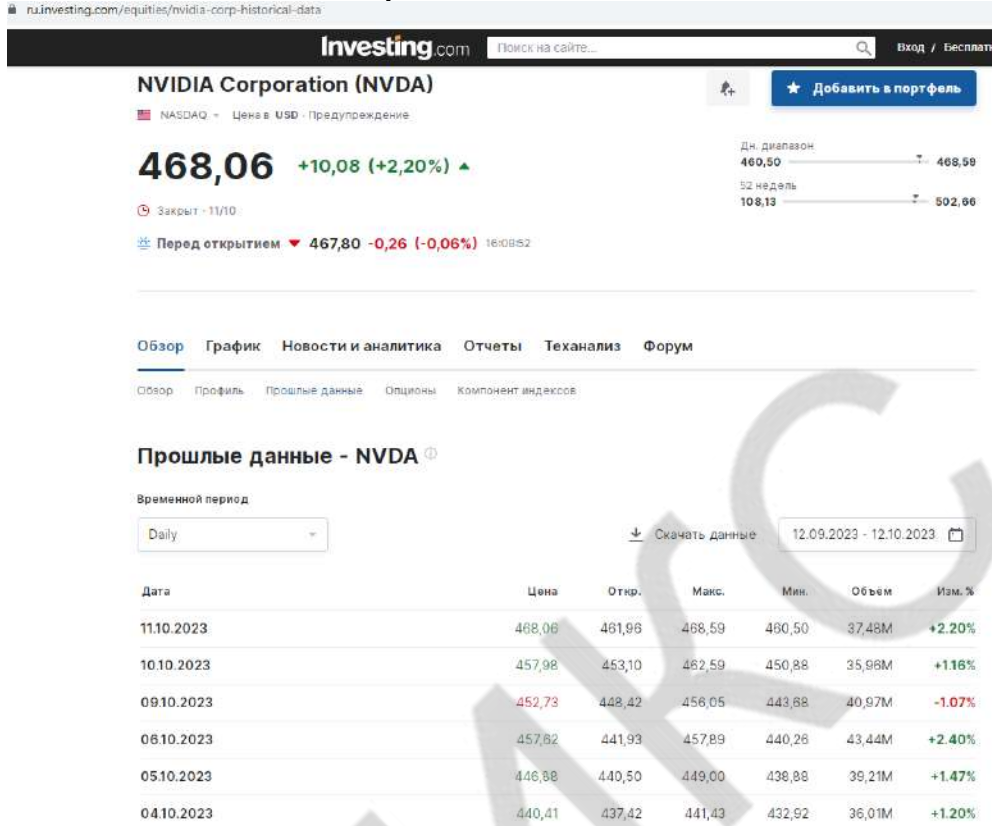 ru.investing.com/equities/nvidia-corp-historical-data
Investing.com Поиск на сайте... Вход / Бесплат
NVIDIA Corporation (NVDA) Добавить в портфель
NASDAQ Цена в USD · Предупреждение
468,06 +10,08 (+2,20%)
Дн. диапазон
460,50 468,59
52 недель
108,13 502,66
Закрыт · 11/10
Перед открытием 467,80 -0,26 (-0,06%) 16:09:52
Обзор График Новости и аналитика Отчеты Теханализ Форум
Обзор Профиль Прошлые данные Опционы Компонент индексов
Прошлые данные - NVDA
Временной период
Daily Скачать данные 12.09.2023 - 12.10.2023
Дата Цена Откр. Макс. Мин. Объём Изм. %
11.10.2023 468,06 461,96 468,59 460,50 37,48M +2.20%
10.10.2023 457,98 453,10 462,59 450,88 35,96M +1.16%
09.10.2023 452,73 448,42 456,05 443,68 40,97M -1.07%
06.10.2023 457,62 441,93 457,89 440,26 43,44M +2.40%
05.10.2023 446,88 440,50 449,00 438,88 39,21M +1.47%
04.10.2023 440,41 437,42 441,43 432,92 36,01M +1.20%